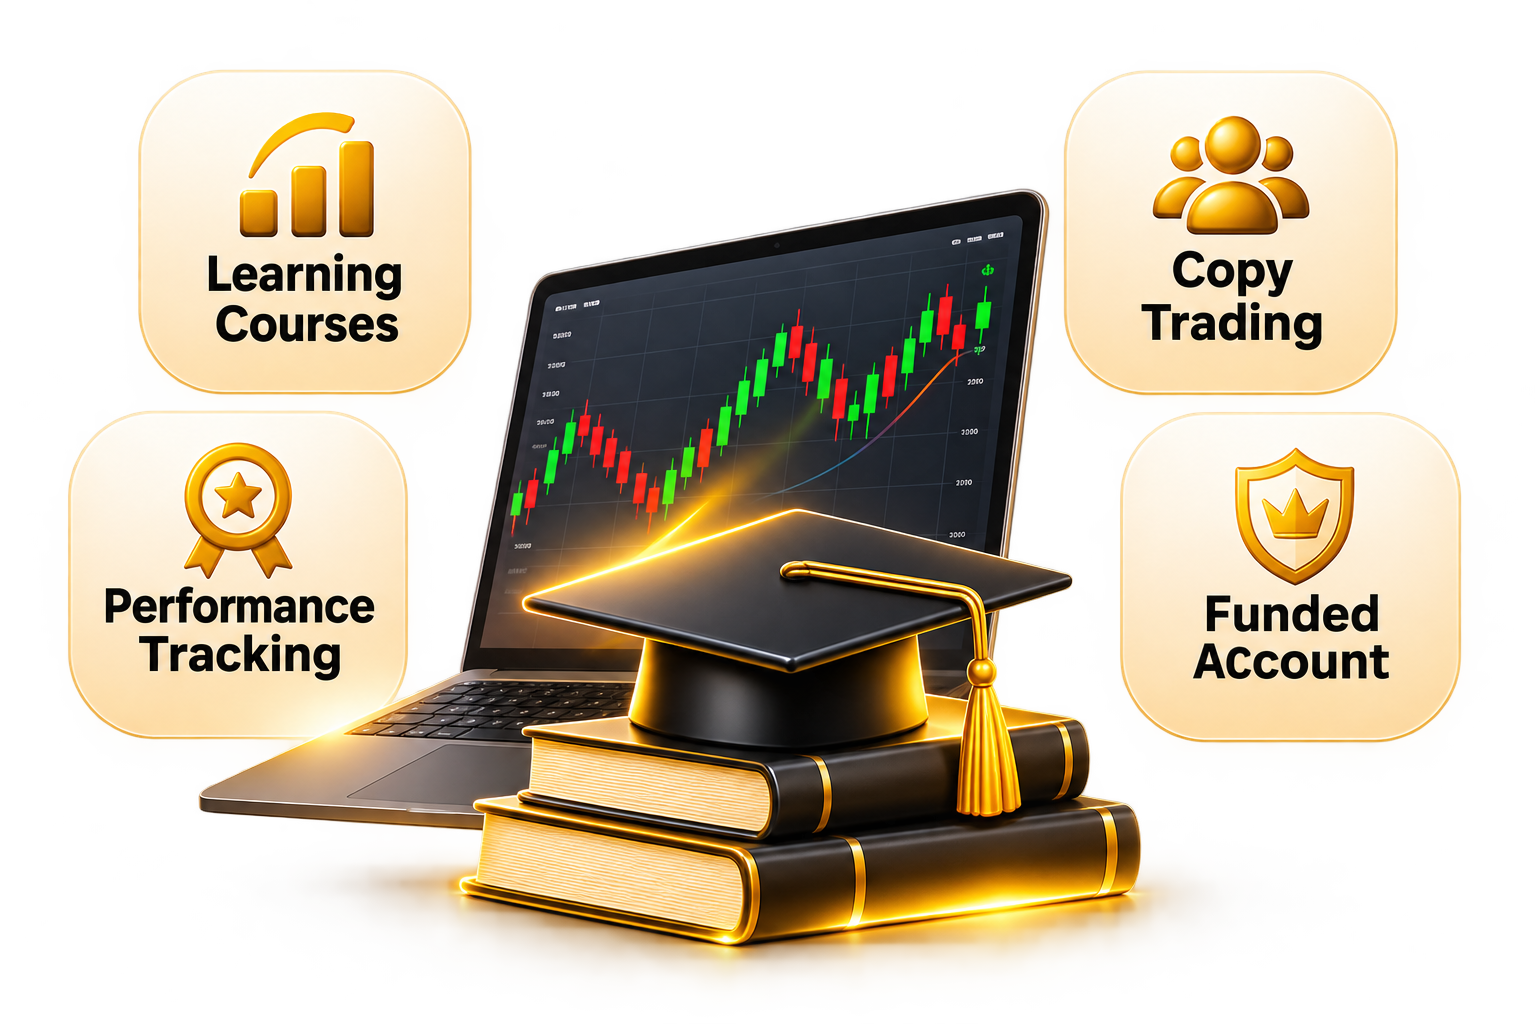 Learning
Courses
Copy
Trading
Performance
Tracking
Funded
Account